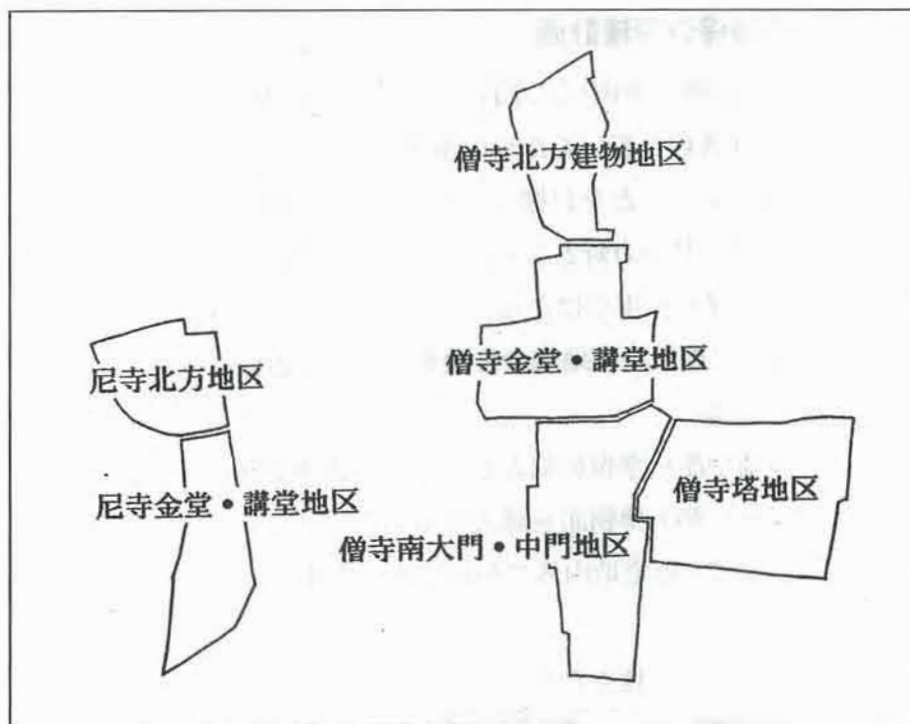 僧寺北方建物地区
尼寺北方地区
僧寺金堂・講堂地区
尼寺金堂・講堂地区
僧寺塔地区
僧寺南大門・中門地区